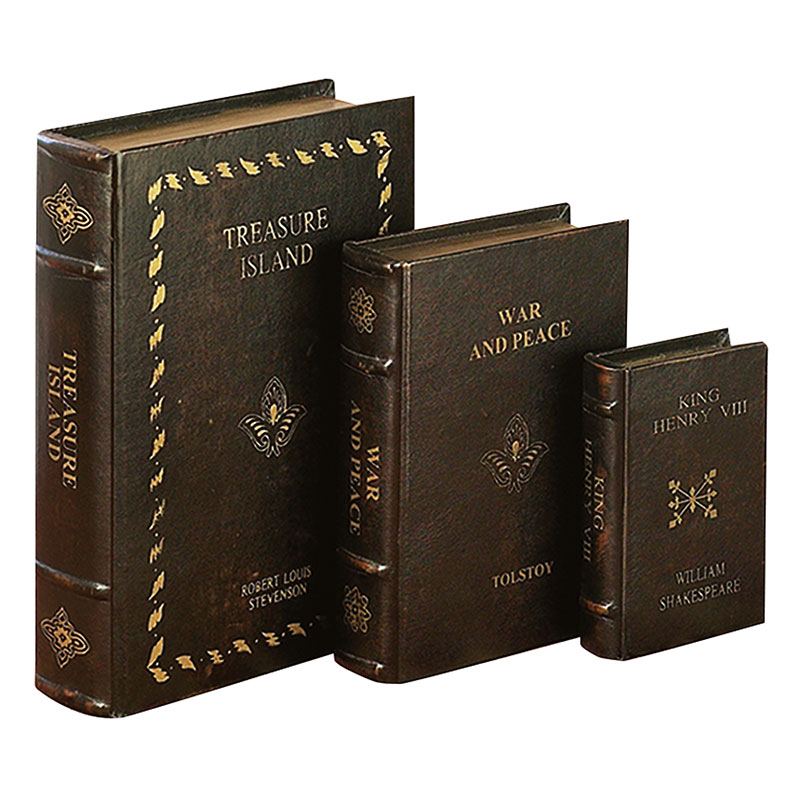 TREASURE
ISLAND
TREASURE
ISLAND
ROBERT LOUIS
STEVENSON
WAR
AND PEACE
WAR
AND PEACE
TOLSTOY
KING
HENRY VIII
KING
HENRY VIII
WILLIAM
SHAKESPEARE